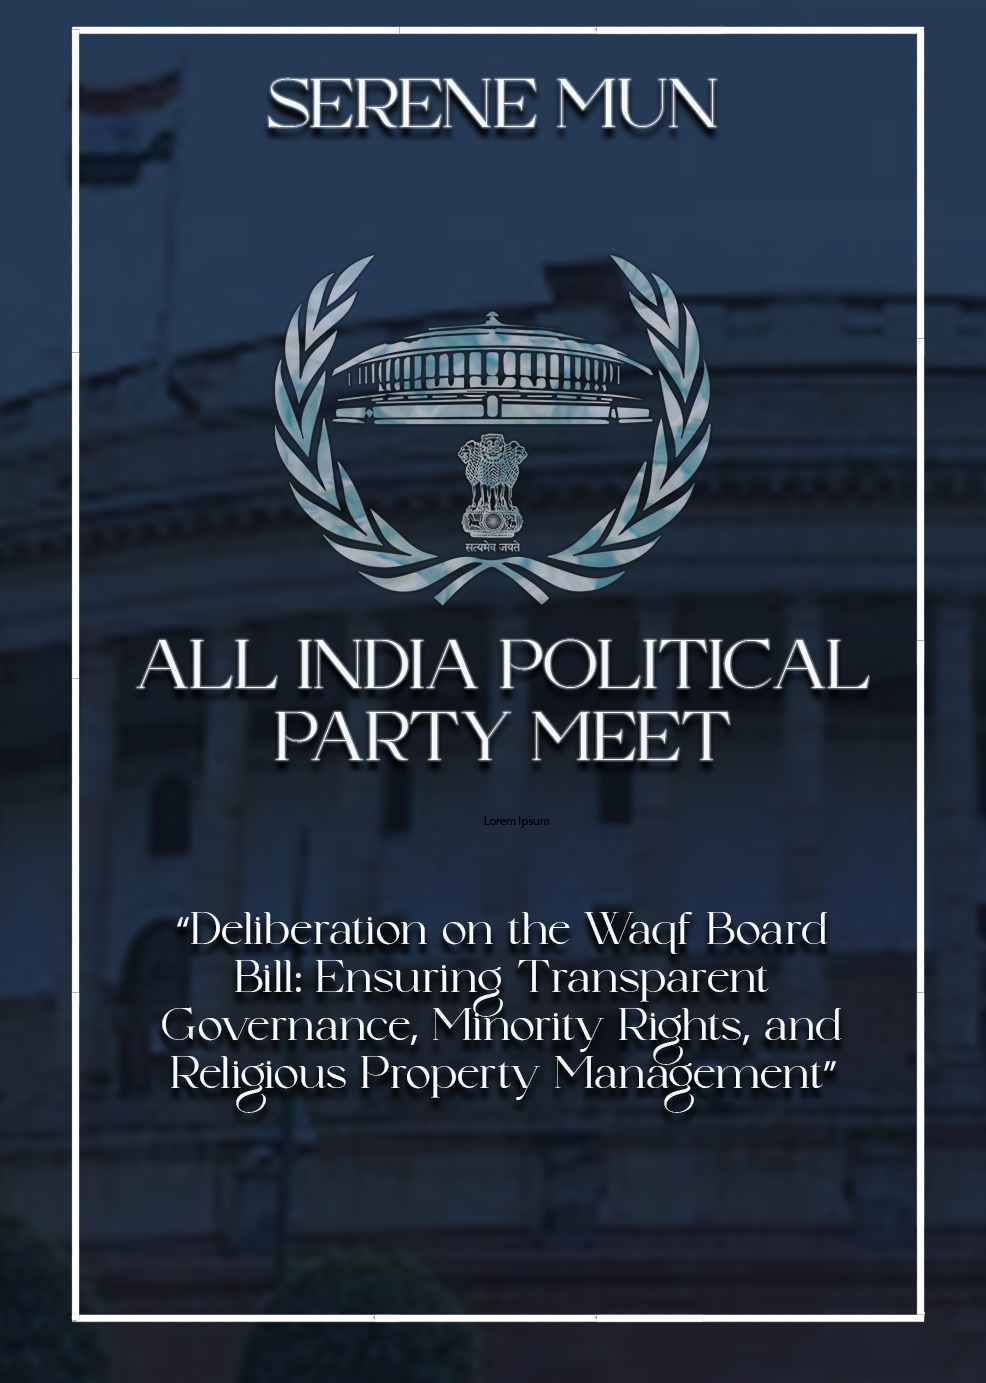 SERENE MUN
सत्यमेव जयते
ALL INDIA POLITICAL
PARTY MEET
Lorem Ipsum
“Deliberation on the Waqf Board
Bill: Ensuring Transparent
Governance, Minority Rights, and
Religious Property Management”